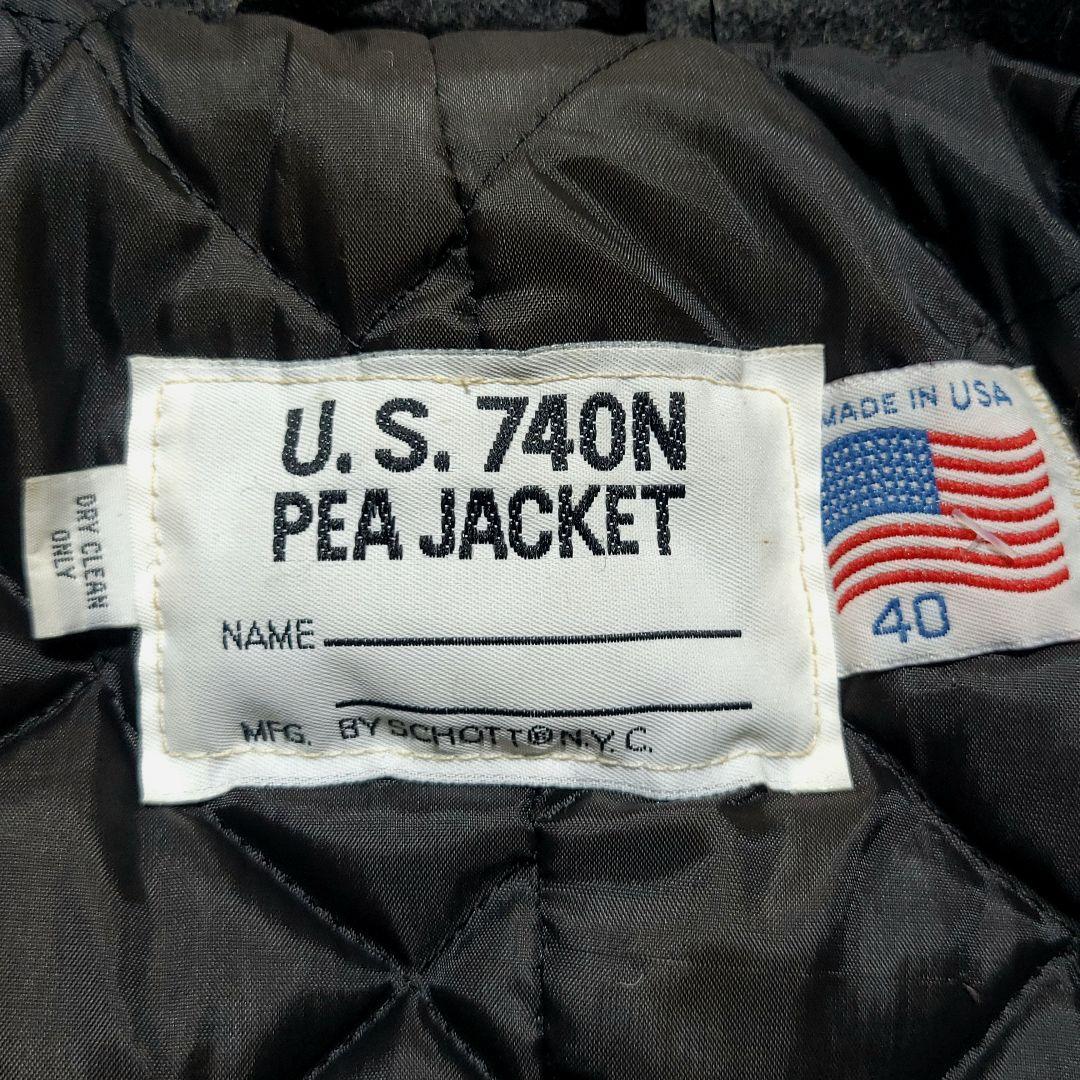 U.S. 740N
PEA JACKET
NAME
MFG. BY SCHOTT® N.Y.C.
DRY CLEAN
ONLY
MADE IN USA
40